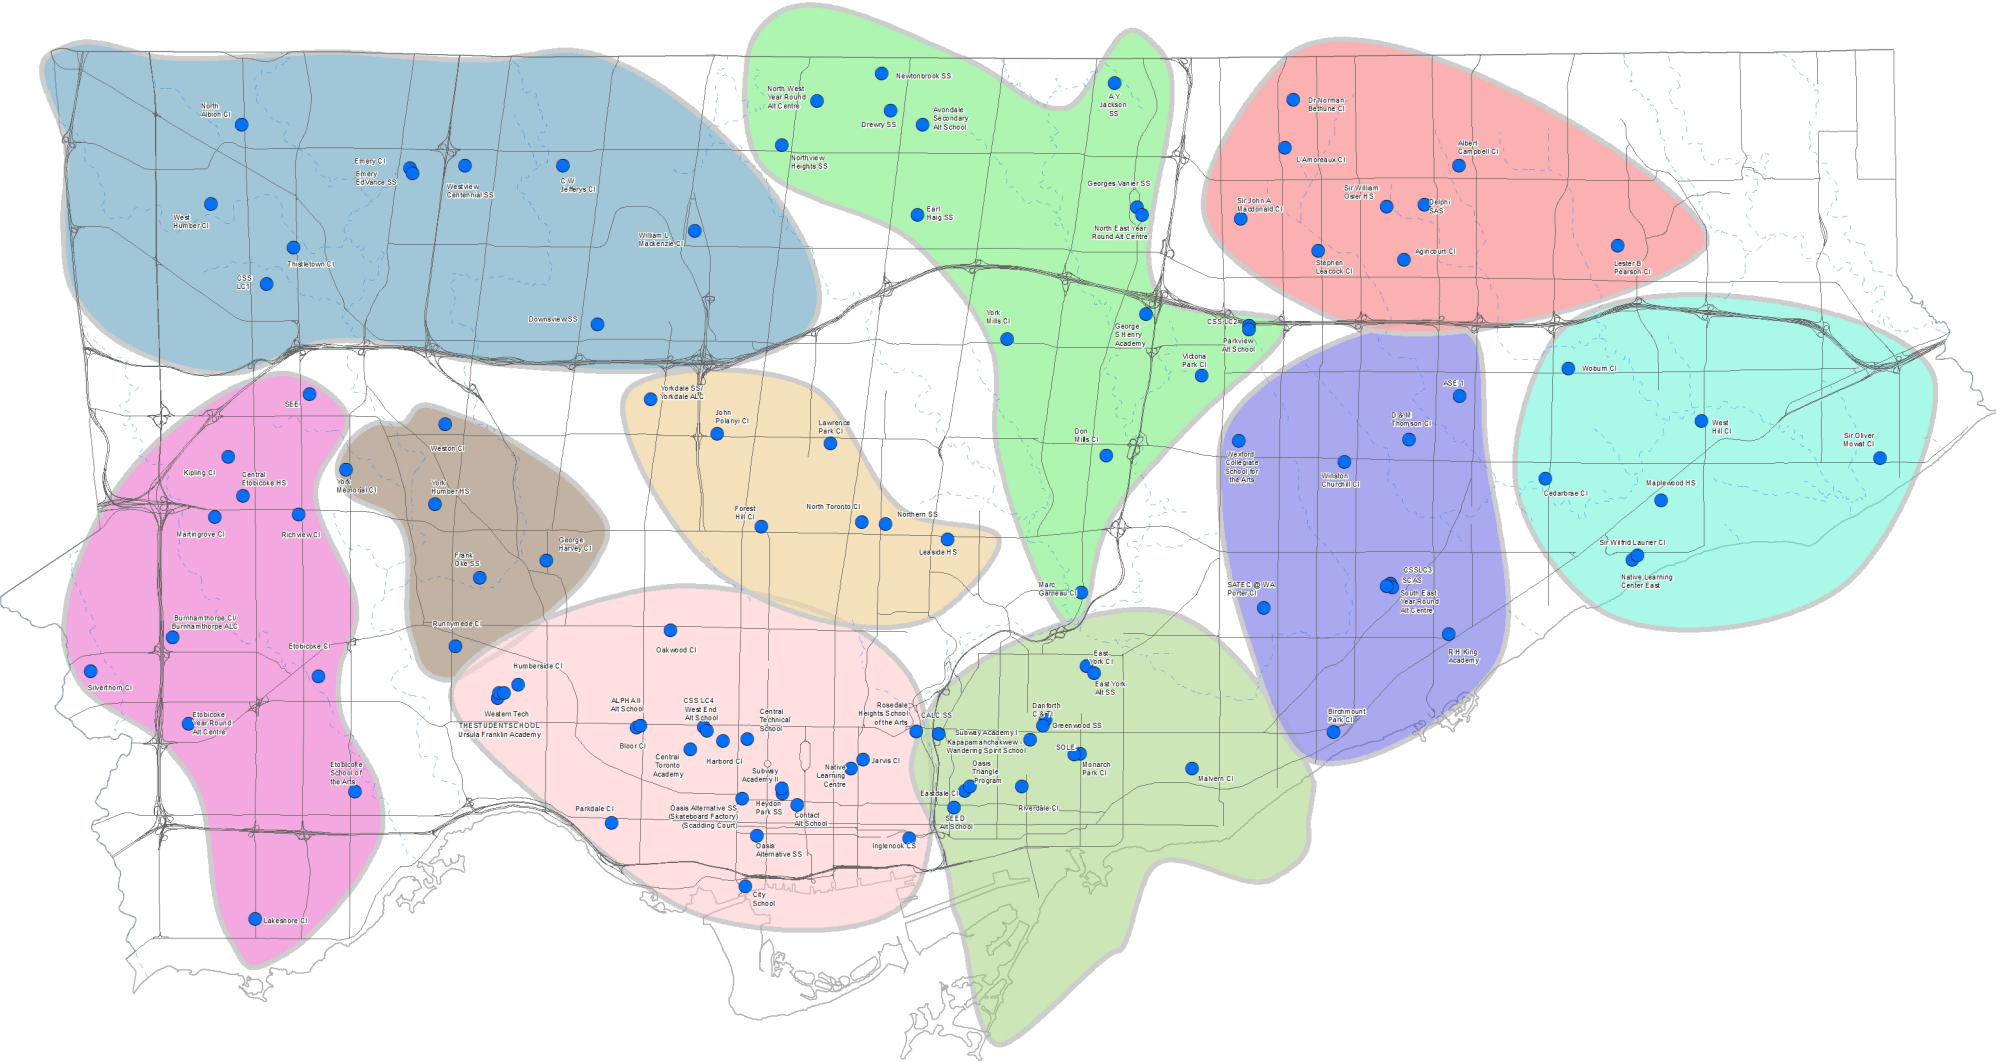 North
Albion CI
Emery CI
Emery
EdVance SS
Westview
Centennial SS
C W
Jefferys CI
West
Humber CI
Thistletown CI
CSS
LC1
William L
Mackenzie CI
Downsview SS
Newtonbrook SS
North West
Year Round
Alt Centre
Drewry SS
Avondale
Secondary
Alt School
Northview
Heights SS
A Y
Jackson
SS
Georges Vanier SS
North East Year
Round Alt Centre
Earl
Haig SS
York
Mills CI
George
S Henry
Academy
CSS LC2
Parkview
Alt School
Victoria
Park CI
Don
Mills CI
Marc
Garneau CI
Dr Norman
Bethune CI
L'Amoreaux CI
Albert
Campbell CI
Sir William
Osler HS
Delphi
SAS
Sir John A
Macdonald CI
Stephen
Leacock CI
Agincourt CI
Lester B
Pearson CI
SEE
Kipling CI
Central
Etobicoke HS
Martingrove CI
Richview CI
Burnhamthorpe CI/
Burnhamthorpe ALC
Etobicoke CI
Silverthorn CI
Etobicoke
Year Round
Alt Centre
Etobicoke
School of
the Arts
Lakeshore CI
Weston CI
York
Memorial CI
York
Humber HS
Frank
Oke SS
George
Harvey CI
Runnymede CI
Yorkdale SS/
Yorkdale ALC
John
Polanyi CI
Lawrence
Park CI
Forest
Hill CI
North Toronto CI
Northern SS
Leaside HS
Oakwood CI
Humberside CI
Western Tech
THESTUDENTSCHOOL
Ursula Franklin Academy
ALPHA II
Alt School
Bloor CI
CSS LC4
West End
Alt School
Central
Toronto
Academy
Harbord CI
Central
Technical
School
Rosedale
Heights School
of the Arts
Native
Learning
Centre
Jarvis CI
Subway
Academy II
Heydon
Park SS
Contact
Alt School
Parkdale CI
Oasis Alternative SS
(Skateboard Factory)
(Scadding Court)
Oasis
Alternative SS
Inglenook CS
City
School
East
York CI
East York
Alt SS
CALC SS
Danforth
C & TI
Greenwood SS
Subway Academy I
Kapapamahchakwew -
Wandering Spirit School
SOLE
Monarch
Park CI
Oasis
Triangle
Program
Eastdale CI
SEED
Alt School
Riverdale CI
Malvern CI
ASE 1
D & M
Thomson CI
Wexford
Collegiate
School for
the Arts
Winston
Churchill CI
CSSLC3
SCAS
South East
Year Round
Alt Centre
SATEC @ WA
Porter CI
R H King
Academy
Birchmount
Park CI
Woburn CI
West
Hill CI
Sir Oliver
Mowat CI
Cedarbrae CI
Maplewood HS
Sir Wilfrid Laurier CI
Native Learning
Center East